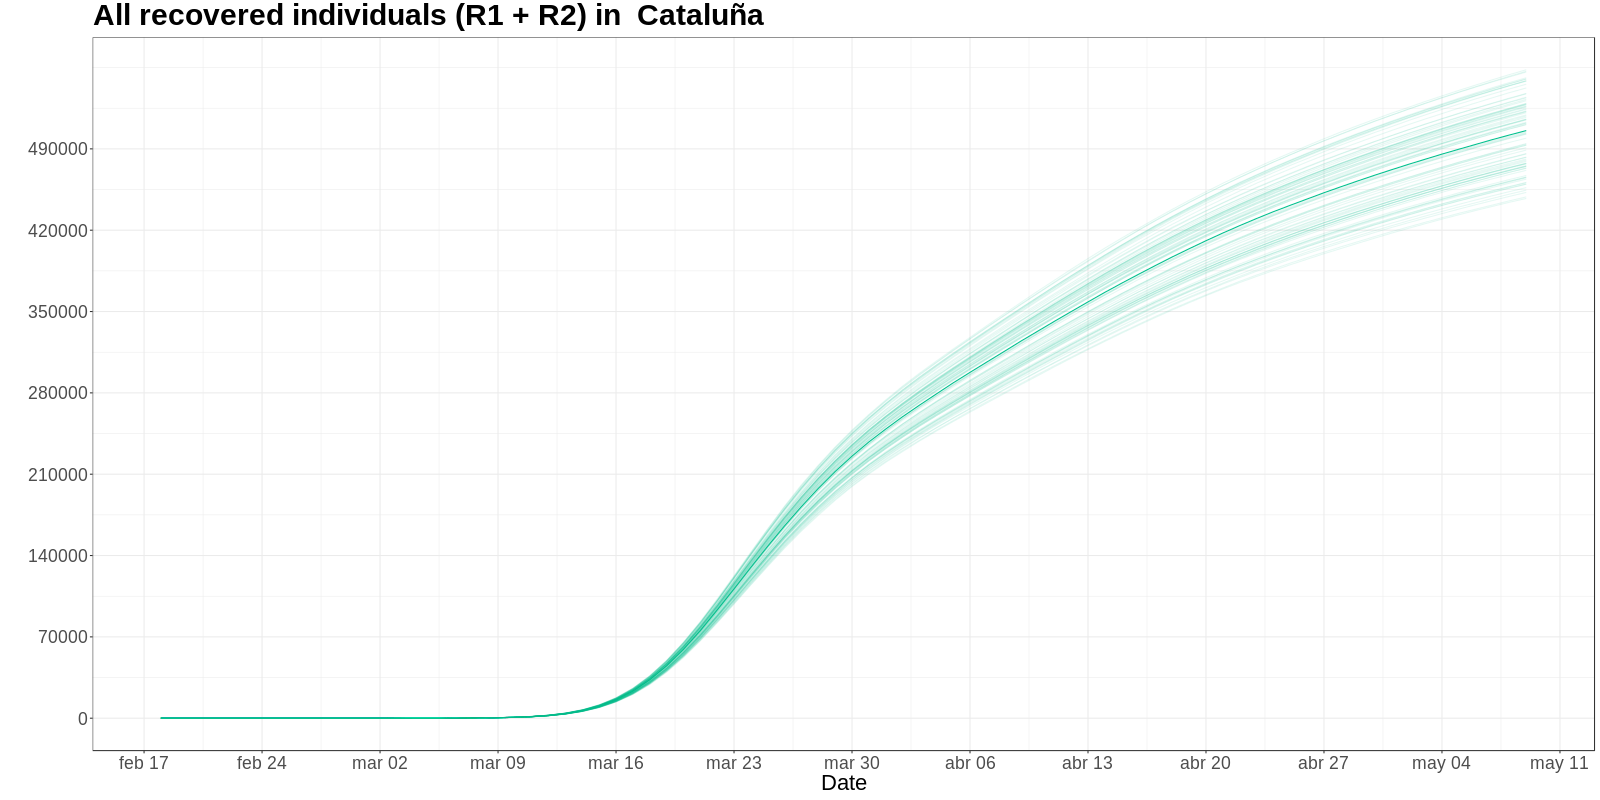 All recovered individuals (R1 + R2) in  Cataluña
490000
420000
350000
280000
210000
140000
70000
0
feb 17 feb 24 mar 02 mar 09 mar 16 mar 23 mar 30 abr 06 abr 13 abr 20 abr 27 may 04 may 11
Date